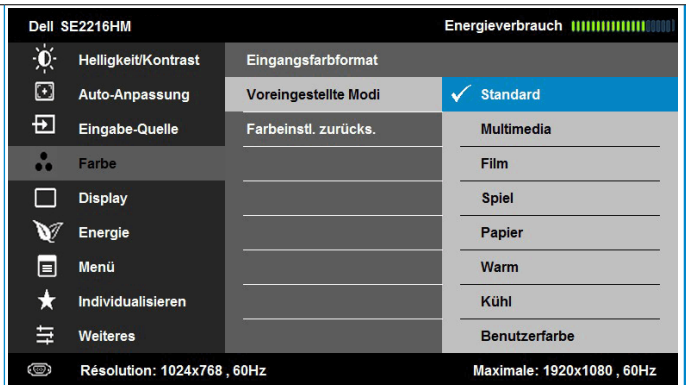 Dell SE2216HM Energieverbrauch
Helligkeit/Kontrast Eingangsfarbformat
Auto-Anpassung Voreingestellte Modi Standard
Eingabe-Quelle Farbeinstl. zurücks. Multimedia
Farbe Film
Display Spiel
Energie Papier
Menü Warm
Individualisieren Kühl
Weiteres Benutzerfarbe
Résolution: 1024x768 , 60Hz Maximale: 1920x1080 , 60Hz